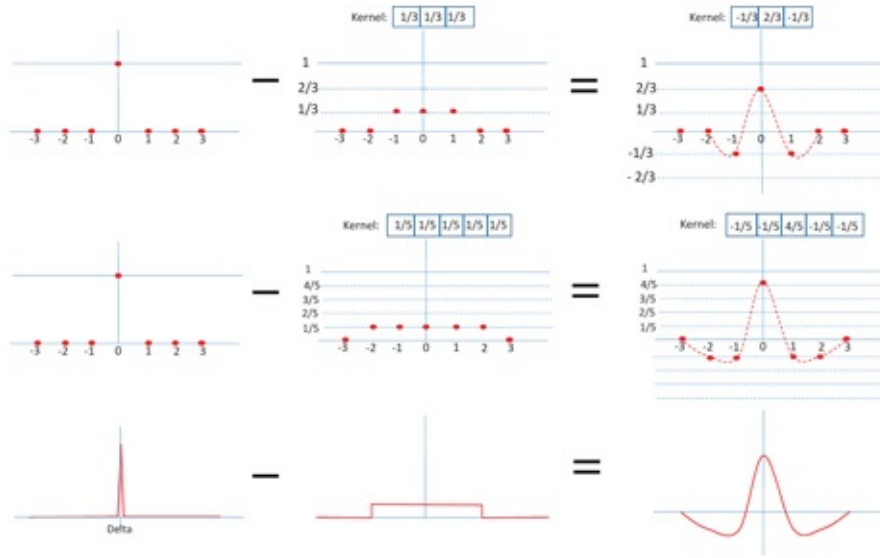 Kernel: 1/3 1/3 1/3
Kernel: -1/3 2/3 -1/3
1
2/3
1/3
-3 -2 -1 0 1 2 3
-3 -2 -1 0 1 2 3
1
2/3
1/3
-3 -2 -1 0 1 2 3
-1/3
- 2/3
Kernel: 1/5 1/5 1/5 1/5 1/5
Kernel: -1/5 -1/5 4/5 -1/5 -1/5
1
4/5
3/5
2/5
1/5
-3 -2 -1 0 1 2 3
-3 -2 -1 0 1 2 3
1
4/5
3/5
2/5
1/5
-3 -2 -1 0 1 2 3
Delta